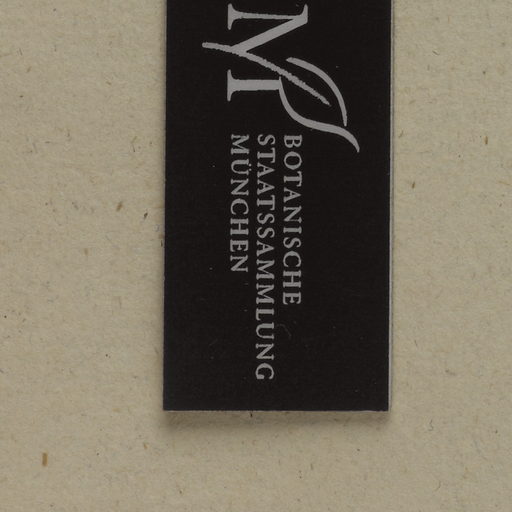 M
BOTANISCHE
STAATSSAMMLUNG
MÜNCHEN